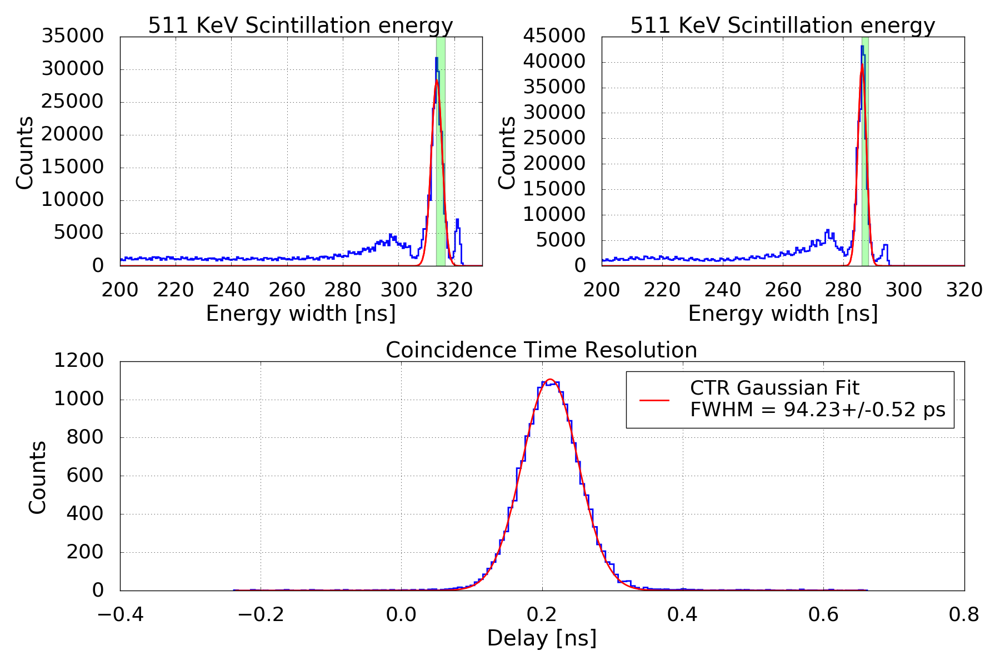 511 KeV Scintillation energy
35000
30000
25000
20000
15000
10000
5000
0
Counts
200 220 240 260 280 300 320
Energy width [ns]
511 KeV Scintillation energy
45000
40000
35000
30000
25000
20000
15000
10000
5000
0
Counts
200 220 240 260 280 300 320
Energy width [ns]
Coincidence Time Resolution
1200
1000
800
600
400
200
0
Counts
CTR Gaussian Fit
FWHM = 94.23+/-0.52 ps
−0.4 −0.2 0.0 0.2 0.4 0.6 0.8
Delay [ns]